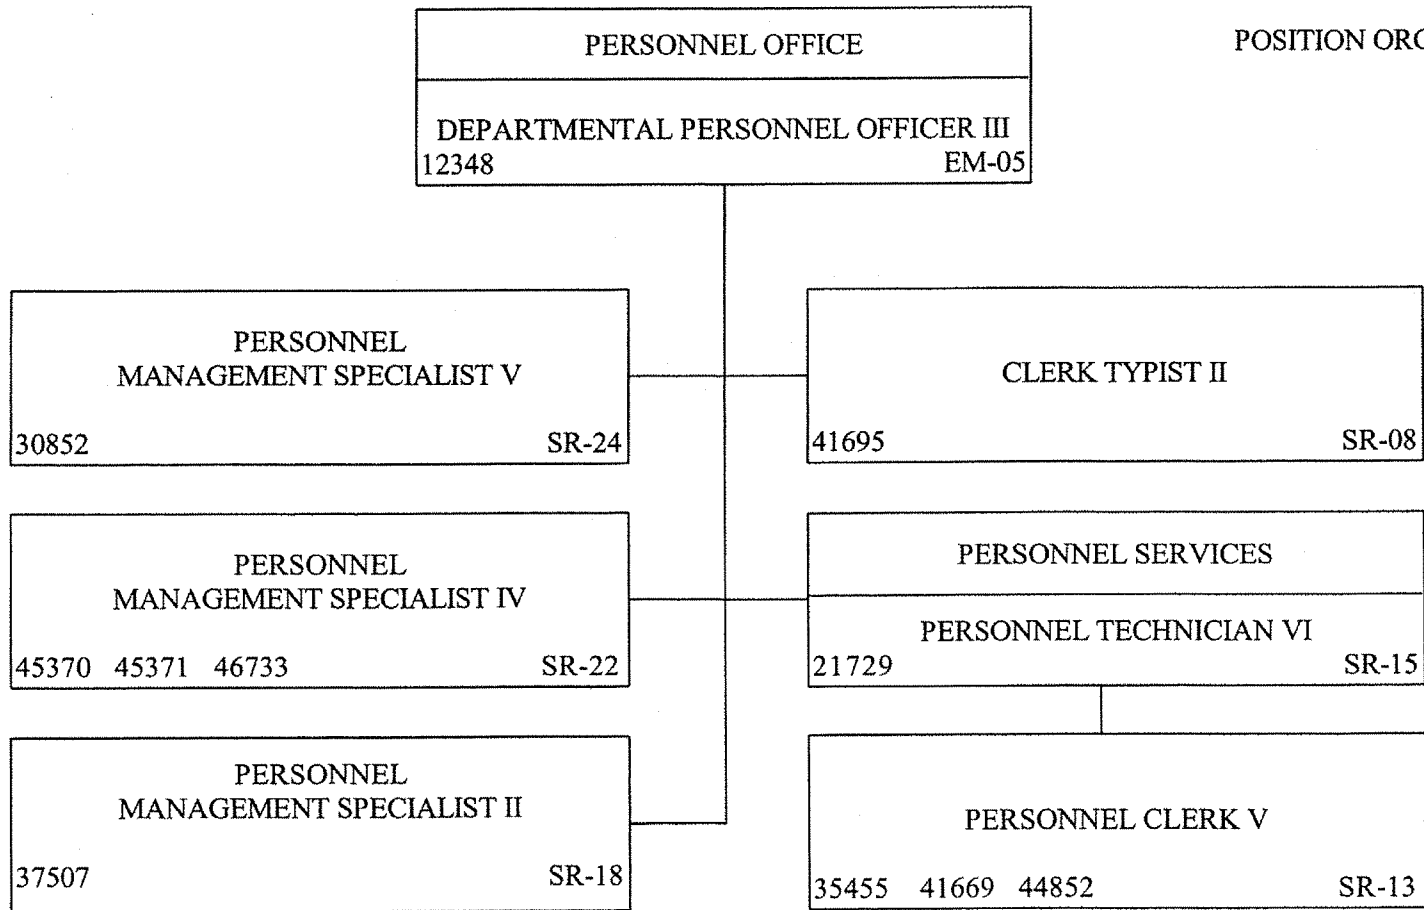 PERSONNEL OFFICE
POSITION
DEPARTMENTAL PERSONNEL OFFICER III
12348 EM-05
PERSONNEL
MANAGEMENT SPECIALIST V
30852 SR-24
CLERK TYPIST II
41695 SR-08
PERSONNEL
MANAGEMENT SPECIALIST IV
45370 45371 46733 SR-22
PERSONNEL SERVICES
PERSONNEL TECHNICIAN VI
21729 SR-15
PERSONNEL
MANAGEMENT SPECIALIST II
37507 SR-18
PERSONNEL CLERK V
35455 41669 44852 SR-13